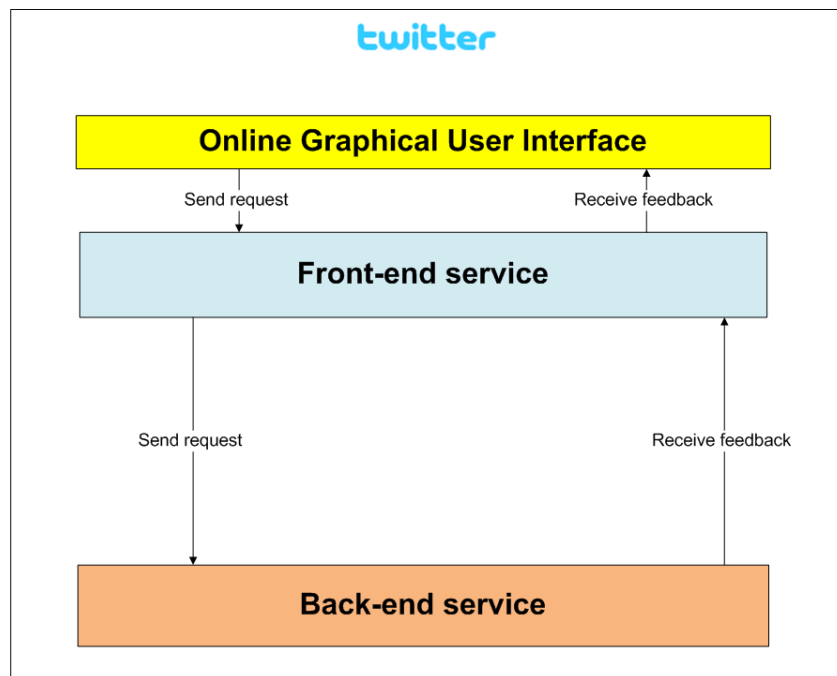 twitter
Online Graphical User Interface
Send request
Receive feedback
Front-end service
Send request
Receive feedback
Back-end service